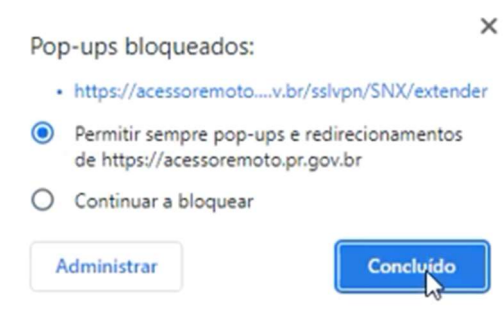 Pop-ups bloqueados:
• https://acessoremoto....v.br/sslvpn/SNX/extender
Permitir sempre pop-ups e redirecionamentos
de https://acessoremoto.pr.gov.br
Continuar a bloquear
Administrar
Concluído